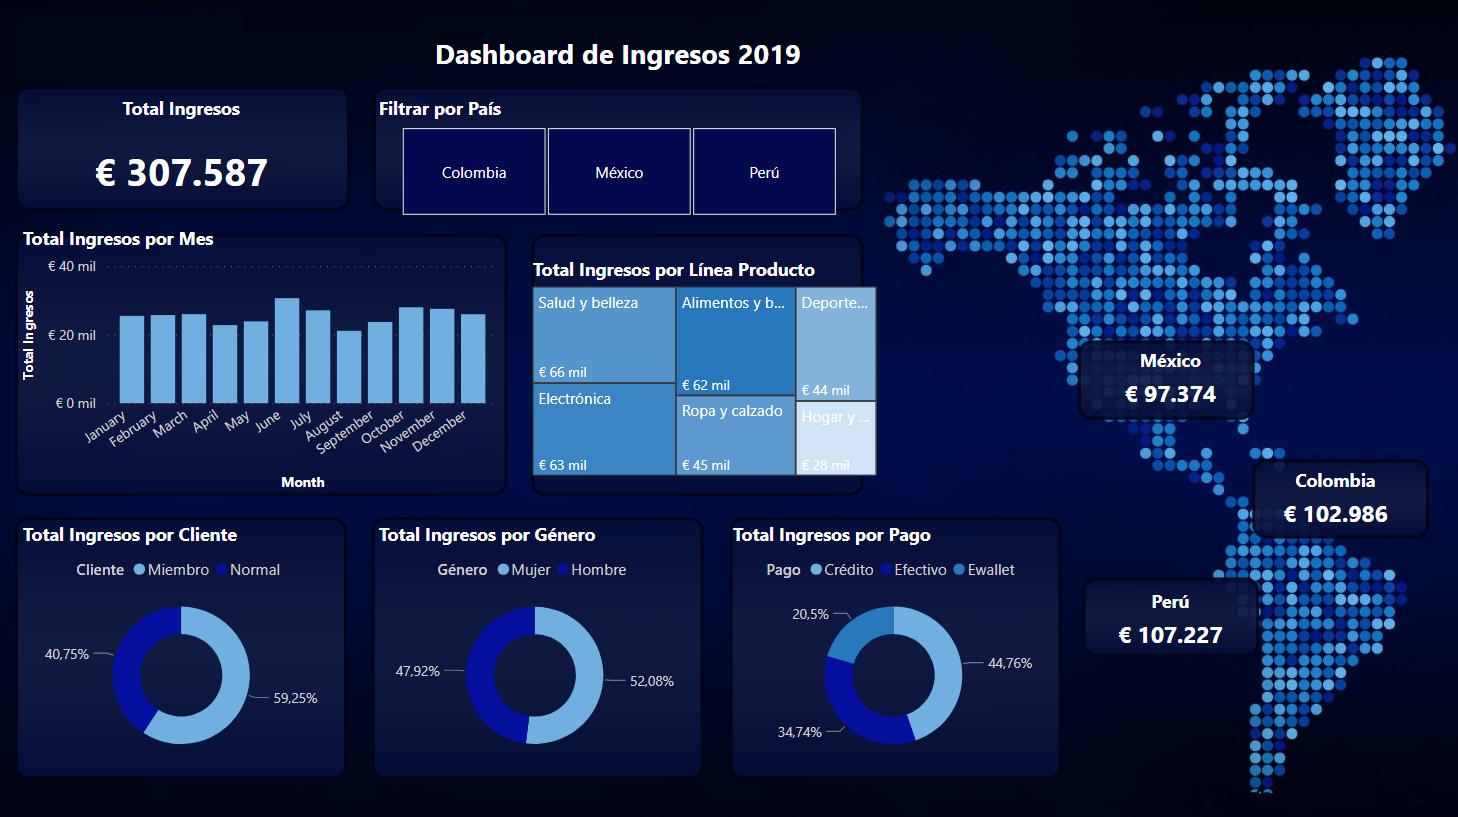 Dashboard de Ingresos 2019
Total Ingresos
€ 307.587
Filtrar por País
Colombia
México
Perú
Total Ingresos por Mes
Total Ingresos
€ 40 mil
€ 20 mil
€ 0 mil
January
February
March
April
May
June
July
August
September
October
November
December
Month
Total Ingresos por Línea Producto
Salud y belleza
€ 66 mil
Electrónica
€ 63 mil
Alimentos y b...
€ 62 mil
Ropa y calzado
€ 45 mil
Deporte...
€ 44 mil
Hogar y ...
€ 28 mil
México
€ 97.374
Colombia
€ 102.986
Perú
€ 107.227
Total Ingresos por Cliente
Cliente Miembro Normal
40,75%
59,25%
Total Ingresos por Género
Género Mujer Hombre
47,92%
52,08%
Total Ingresos por Pago
Pago Crédito Efectivo Ewallet
20,5%
44,76%
34,74%